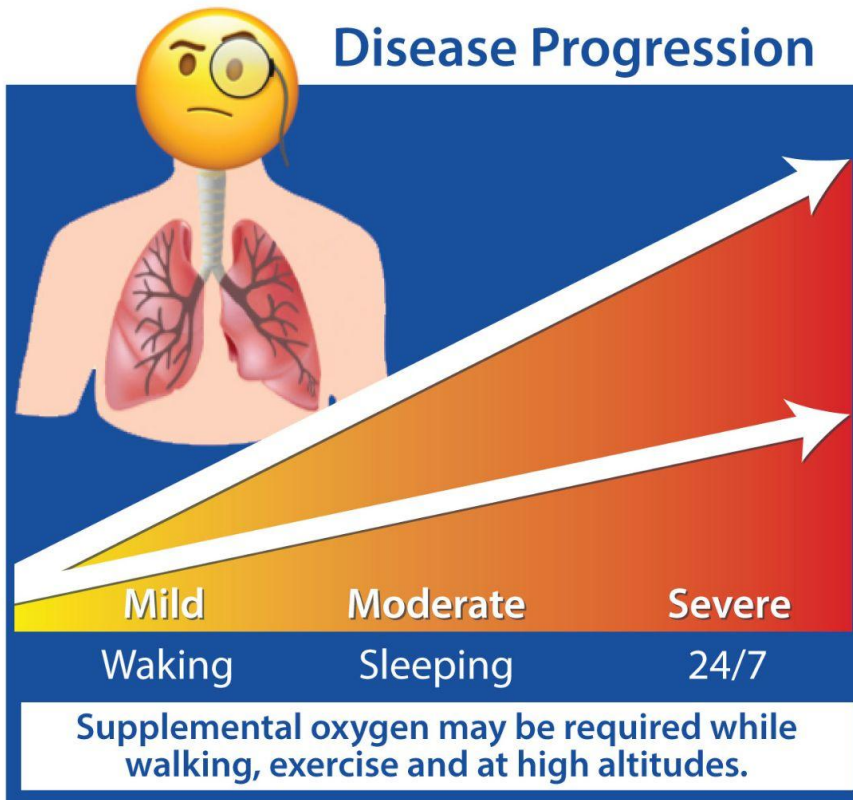 Disease Progression
Mild Moderate Severe
Waking Sleeping 24/7
Supplemental oxygen may be required while
walking, exercise and at high altitudes.